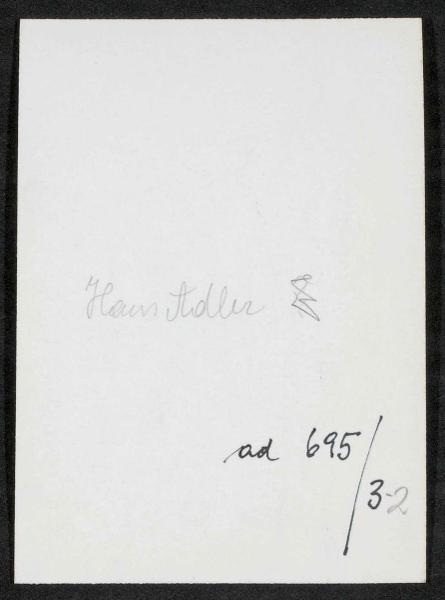 Hans Adler
ad 695/3-2